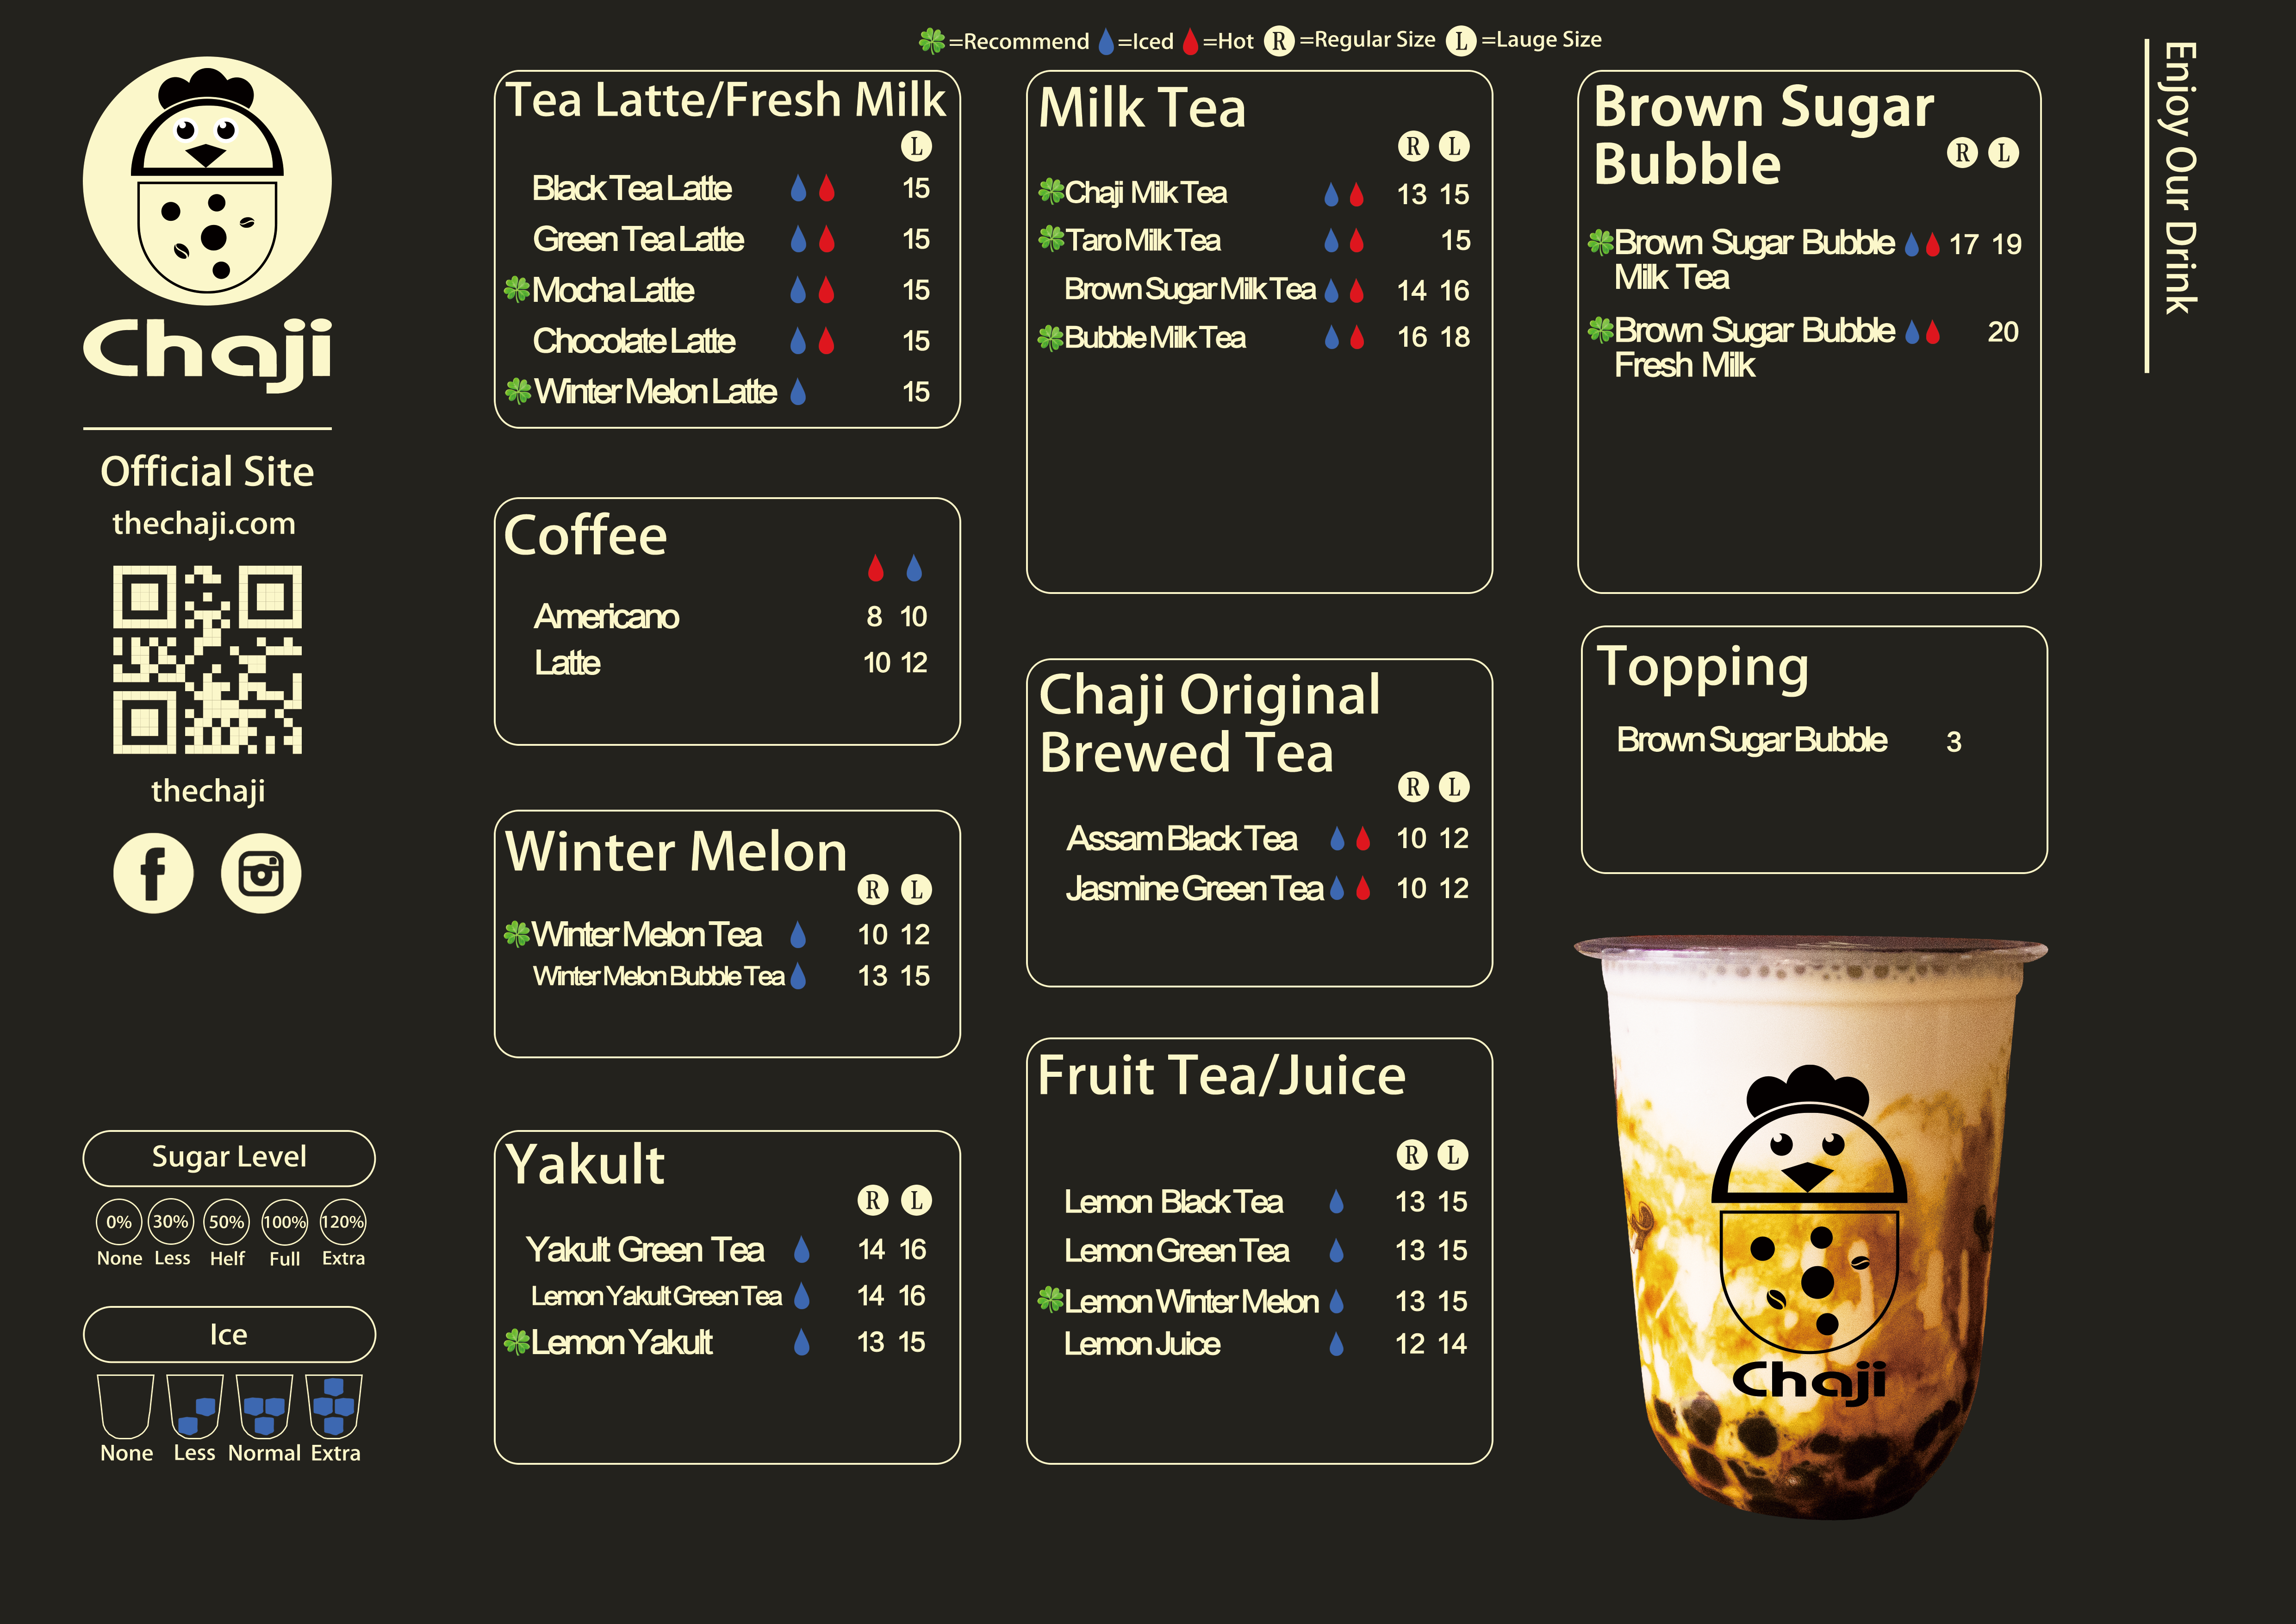 =Recommend =Iced =Hot R =Regular Size L =Lauge Size
Chaji
Official Site
thechaji.com
thechaji
f
Sugar Level
0% 30% 50% 100% 120%
None Less Helf Full Extra
Ice
None Less Normal Extra
Tea Latte/Fresh Milk
L
Black Tea Latte 15
Green Tea Latte 15
Mocha Latte 15
Chocolate Latte 15
Winter Melon Latte 15
Coffee
Americano 8 10
Latte 10 12
Winter Melon
R L
Winter Melon Tea 10 12
Winter Melon Bubble Tea 13 15
Yakult
R L
Yakult Green Tea 14 16
Lemon Yakult Green Tea 14 16
Lemon Yakult 13 15
Milk Tea
R L
Chaji Milk Tea 13 15
Taro Milk Tea 15
Brown Sugar Milk Tea 14 16
Bubble Milk Tea 16 18
Chaji Original
Brewed Tea
R L
Assam Black Tea 10 12
Jasmine Green Tea 10 12
Fruit Tea/Juice
R L
Lemon Black Tea 13 15
Lemon Green Tea 13 15
Lemon Winter Melon 13 15
Lemon Juice 12 14
Brown Sugar
Bubble
R L
Brown Sugar Bubble 17 19
Milk Tea
Brown Sugar Bubble 20
Fresh Milk
Topping
Brown Sugar Bubble 3
Chaji
Enjoy Our Drink